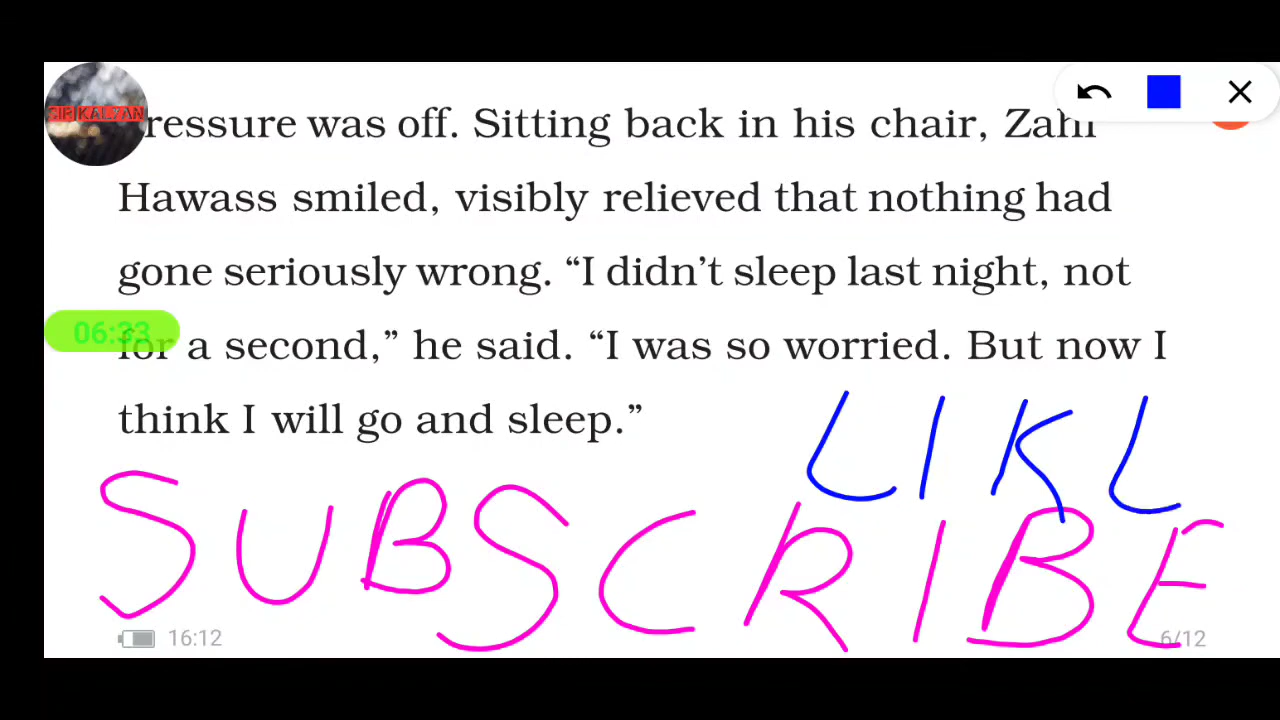 ressure was off. Sitting back in his chair, Zahi
Hawass smiled, visibly relieved that nothing had
gone seriously wrong. “I didn’t sleep last night, not
06:33
for a second,” he said. “I was so worried. But now I
think I will go and sleep.”
LIKL
SUBSCRIBE
16:12
6/12